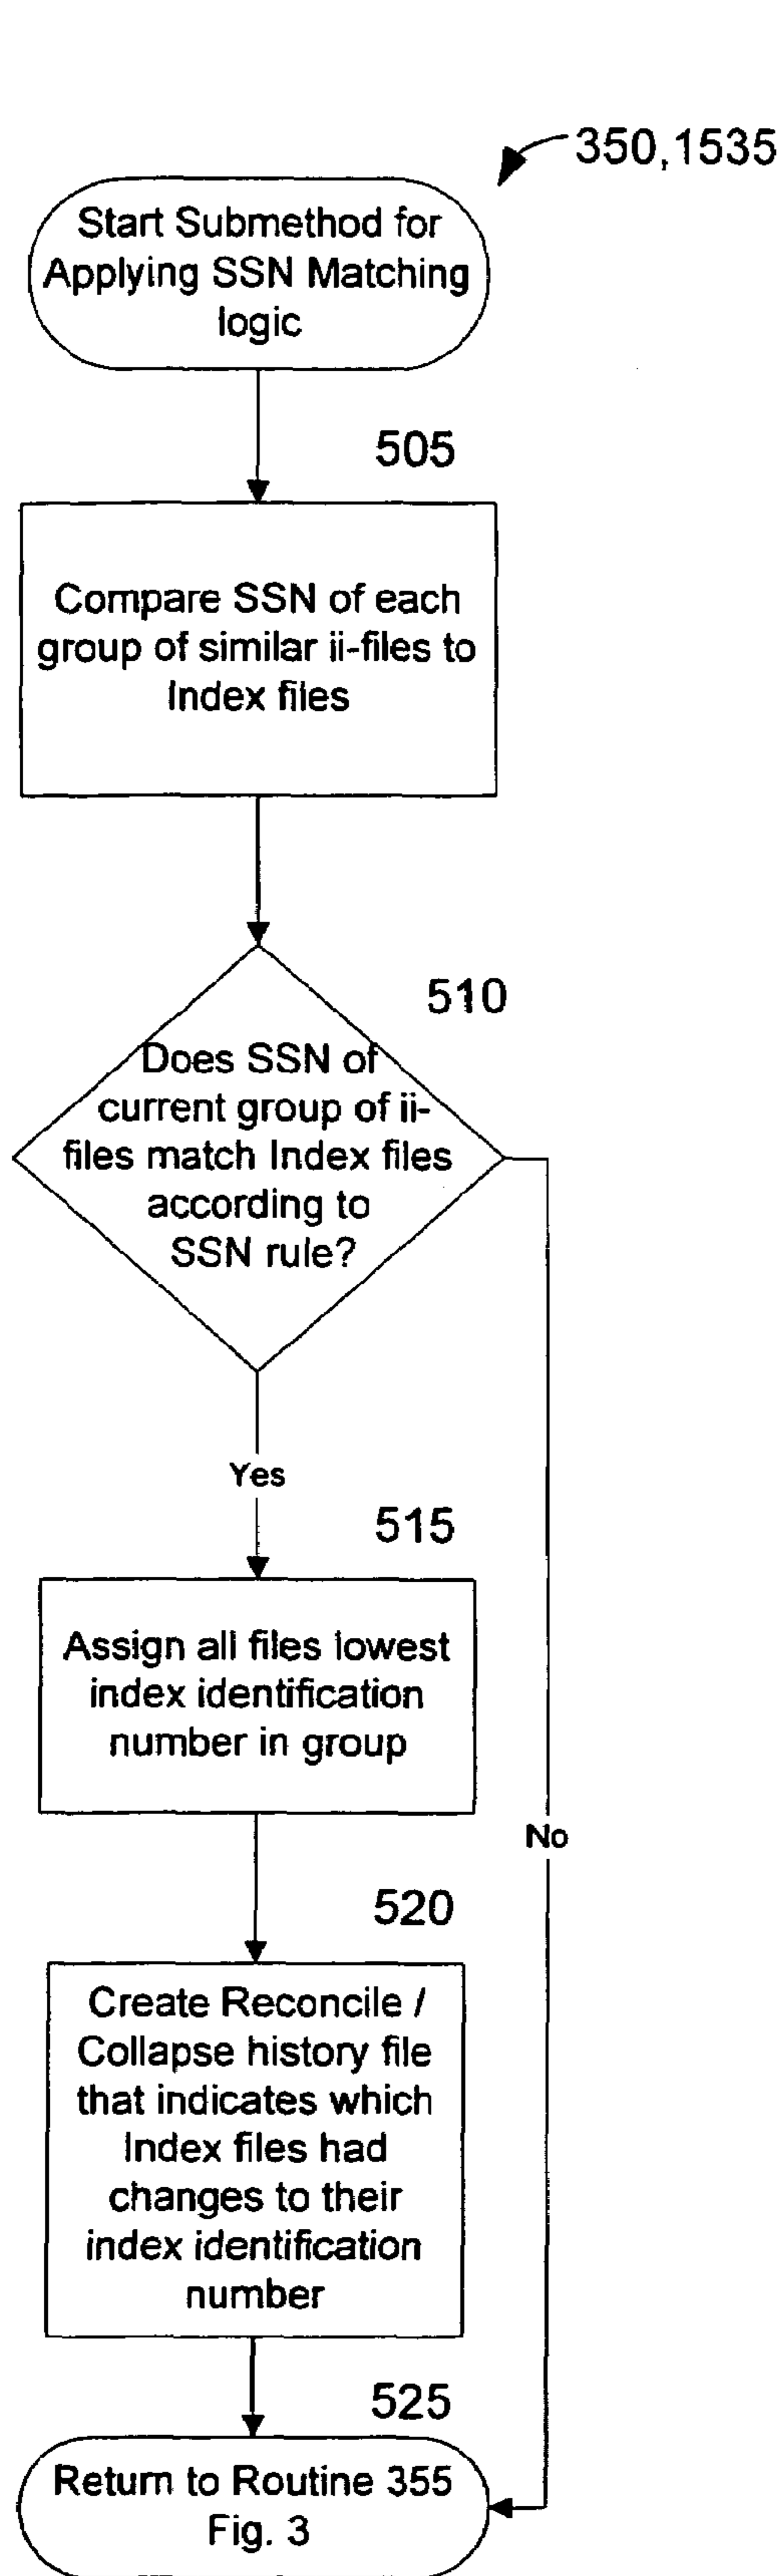 350,1535
Start Submethod for
Applying SSN Matching
logic
505
Compare SSN of each
group of similar ii-files to
Index files
510
Does SSN of
current group of ii-
files match Index files
according to
SSN rule?
Yes
515
Assign all files lowest
index identification
number in group
No
520
Create Reconcile /
Collapse history file
that indicates which
Index files had
changes to their
index identification
number
525
Return to Routine 355
Fig. 3